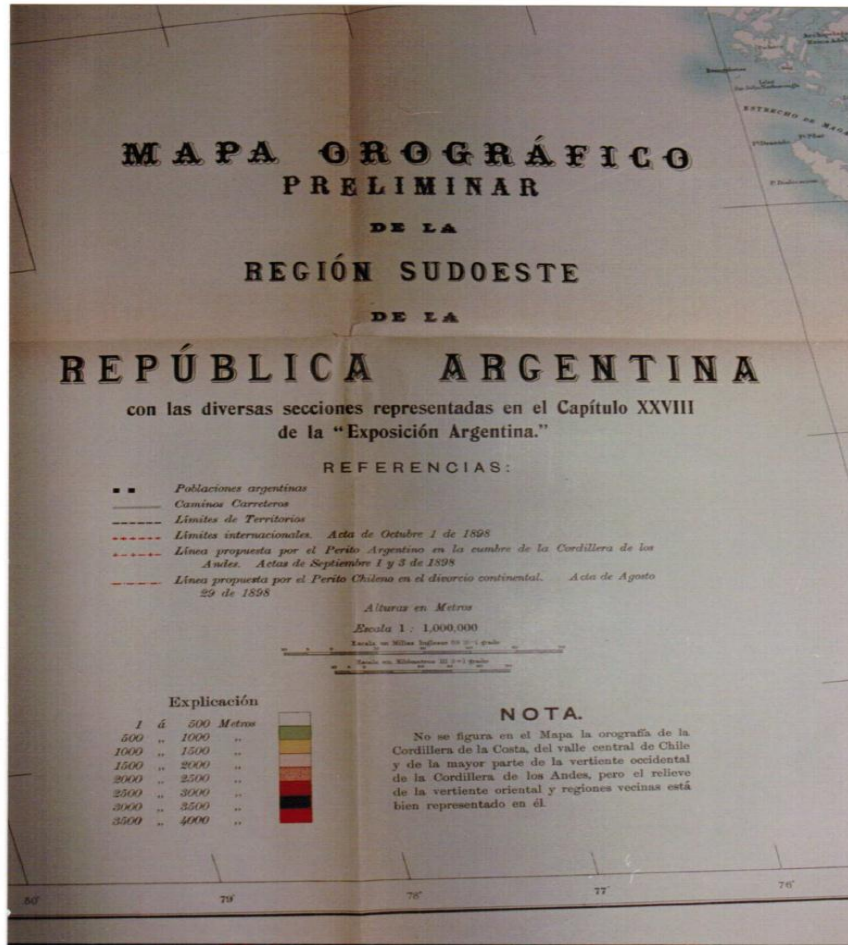 ESTRECHO DE MAGA
MAPA OROGRÁFICO
PRELIMINAR
DE LA
REGIÓN SUDOESTE
DE LA
REPÚBLICA ARGENTINA
con las diversas secciones representadas en el Capítulo XXVIII
de la "Exposición Argentina."
REFERENCIAS:
Poblaciones argentinas
Caminos Carreteros
Límites de Territorios
Límites internacionales. Acta de Octubre 1 de 1898
Línea propuesta por el Perito Argentino en la cumbre de la Cordillera de los
Andes. Actas de Septiembre 1 y 3 de 1898
Línea propuesta por el Perito Chileno en el divorcio continental. Acta de Agosto
29 de 1898
Alturas en Metros
Escala 1 : 1,000,000
Explicación
1 á 500 Metros
500 „ 1000 „
1000 „ 1500 „
1500 „ 2000 „
2000 „ 2500 „
2500 „ 3000 „
3000 „ 3500 „
3500 „ 4000 „
NOTA.
No se figura en el Mapa la orografía de la
Cordillera de la Costa, del valle central de Chile
y de la mayor parte de la vertiente occidental
de la Cordillera de los Andes, pero el relieve
de la vertiente oriental y regiones vecinas está
bien representado en él.
79° 78° 77° 76°